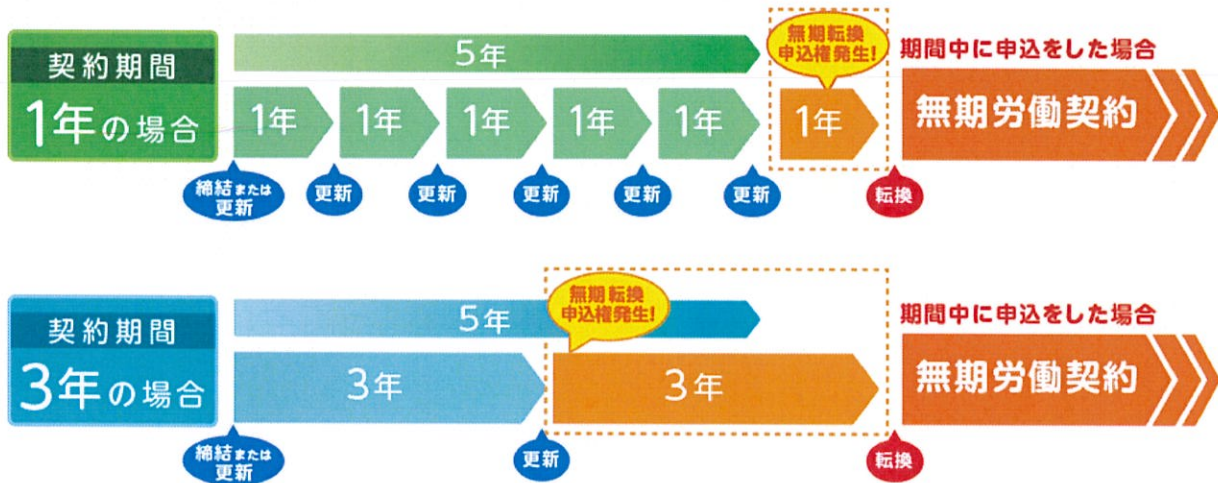 契約期間
1年の場合
5年
無期転換
申込権発生!
1年
1年
1年
1年
1年
1年
期間中に申込をした場合
無期労働契約
締結または
更新
更新
更新
更新
更新
更新
転換
契約期間
3年の場合
5年
無期転換
申込権発生!
3年
3年
期間中に申込をした場合
無期労働契約
締結または
更新
更新
転換